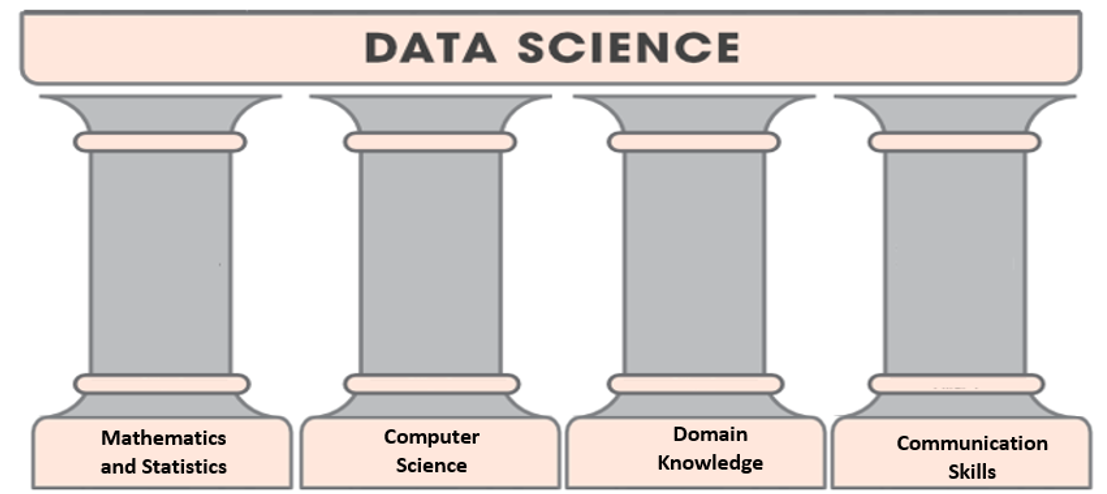 DATA SCIENCE
Mathematics
and Statistics
Computer
Science
Domain
Knowledge
Communication
Skills